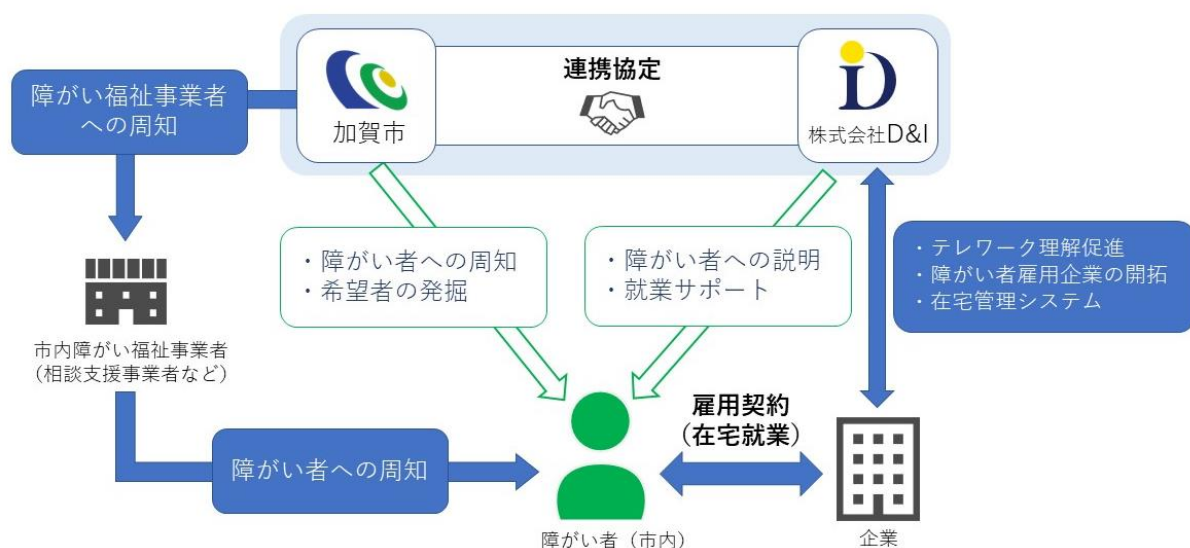 障がい福祉事業者
への周知
加賀市
連携協定
株式会社D&I
・障がい者への周知
・希望者の発掘
・障がい者への説明
・就業サポート
・テレワーク理解促進
・障がい者雇用企業の開拓
・在宅管理システム
市内障がい福祉事業者
(相談支援事業者など)
障がい者への周知
雇用契約
(在宅就業)
障がい者（市内）
企業